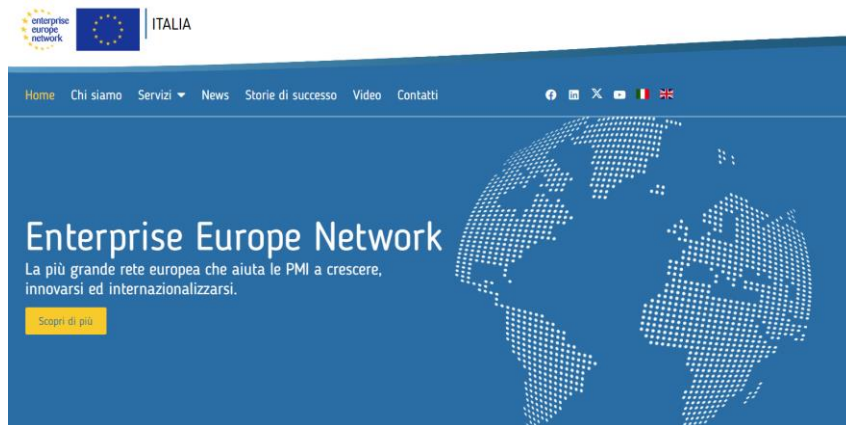 enterprise
europe
network
ITALIA
Home Chi siamo Servizi News Storie di successo Video Contatti
Enterprise Europe Network
La più grande rete europea che aiuta le PMI a crescere,
innovarsi ed internazionalizzarsi.
Scopri di più